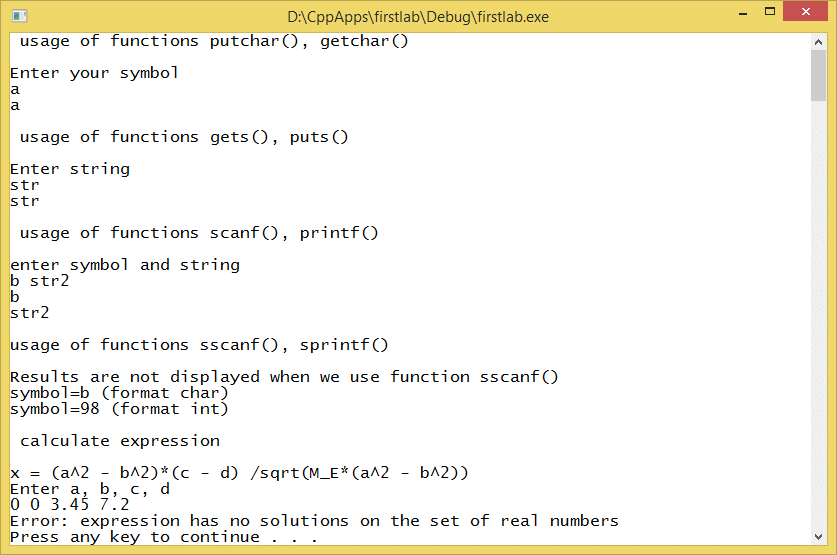 D:\CppApps\firstlab\Debug\firstlab.exe
usage of functions putchar(), getchar()
Enter your symbol
a
a
usage of functions gets(), puts()
Enter string
str
str
usage of functions scanf(), printf()
enter symbol and string
b str2
b
str2
usage of functions sscanf(), sprintf()
Results are not displayed when we use function sscanf()
symbol=b (format char)
symbol=98 (format int)
calculate expression
x = (a^2 - b^2)*(c - d) /sqrt(M_E*(a^2 - b^2))
Enter a, b, c, d
0 0 3.45 7.2
Error: expression has no solutions on the set of real numbers
Press any key to continue . . .